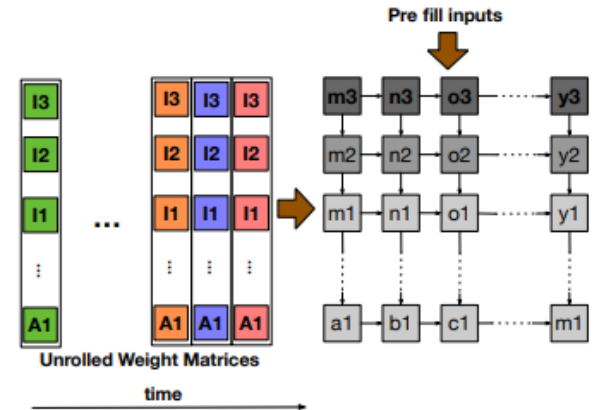 Pre fill inputs
I3 I3 I3 I3 m3 n3 o3 y3
I2 I2 I2 I2 m2 n2 o2 y2
I1 ... I1 I1 I1 m1 n1 o1 y1
A1 A1 A1 A1 a1 b1 c1 m1
Unrolled Weight Matrices
time